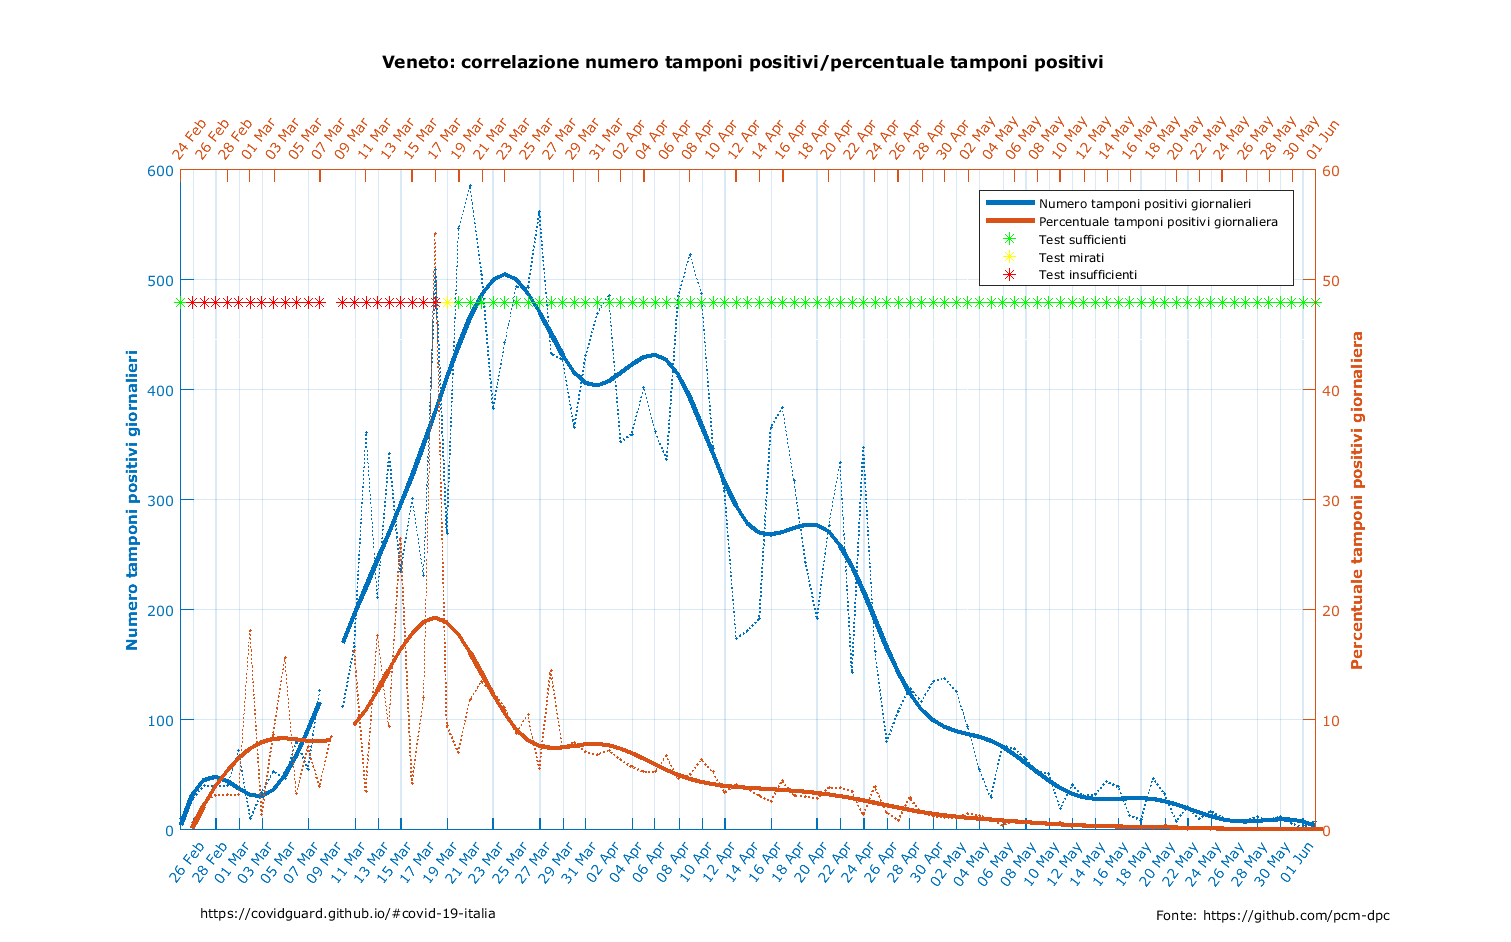 Veneto: correlazione numero tamponi positivi/percentuale tamponi positivi
24 Feb 26 Feb 28 Feb 01 Mar 03 Mar 05 Mar 07 Mar 09 Mar 11 Mar 13 Mar 15 Mar 17 Mar 19 Mar 21 Mar 23 Mar 25 Mar 27 Mar 29 Mar 31 Mar 02 Apr 04 Apr 06 Apr 08 Apr 10 Apr 12 Apr 14 Apr 16 Apr 18 Apr 20 Apr 22 Apr 24 Apr 26 Apr 28 Apr 30 Apr 02 May 04 May 06 May 08 May 10 May 12 May 14 May 16 May 18 May 20 May 22 May 24 May 26 May 28 May 30 May 01 Jun
600 60
Numero tamponi positivi giornalieri
Percentuale tamponi positivi giornaliera
Test sufficienti
Test mirati
Test insufficienti
500 50
400 40
300 30
200 20
100 10
0 0
Numero tamponi positivi giornalieri
Percentuale tamponi positivi giornaliera
26 Feb 28 Feb 01 Mar 03 Mar 05 Mar 07 Mar 09 Mar 11 Mar 13 Mar 15 Mar 17 Mar 19 Mar 21 Mar 23 Mar 25 Mar 27 Mar 29 Mar 31 Mar 02 Apr 04 Apr 06 Apr 08 Apr 10 Apr 12 Apr 14 Apr 16 Apr 18 Apr 20 Apr 22 Apr 24 Apr 26 Apr 28 Apr 30 Apr 02 May 04 May 06 May 08 May 10 May 12 May 14 May 16 May 18 May 20 May 22 May 24 May 26 May 28 May 30 May 01 Jun
https://covidguard.github.io/#covid-19-italia
Fonte: https://github.com/pcm-dpc